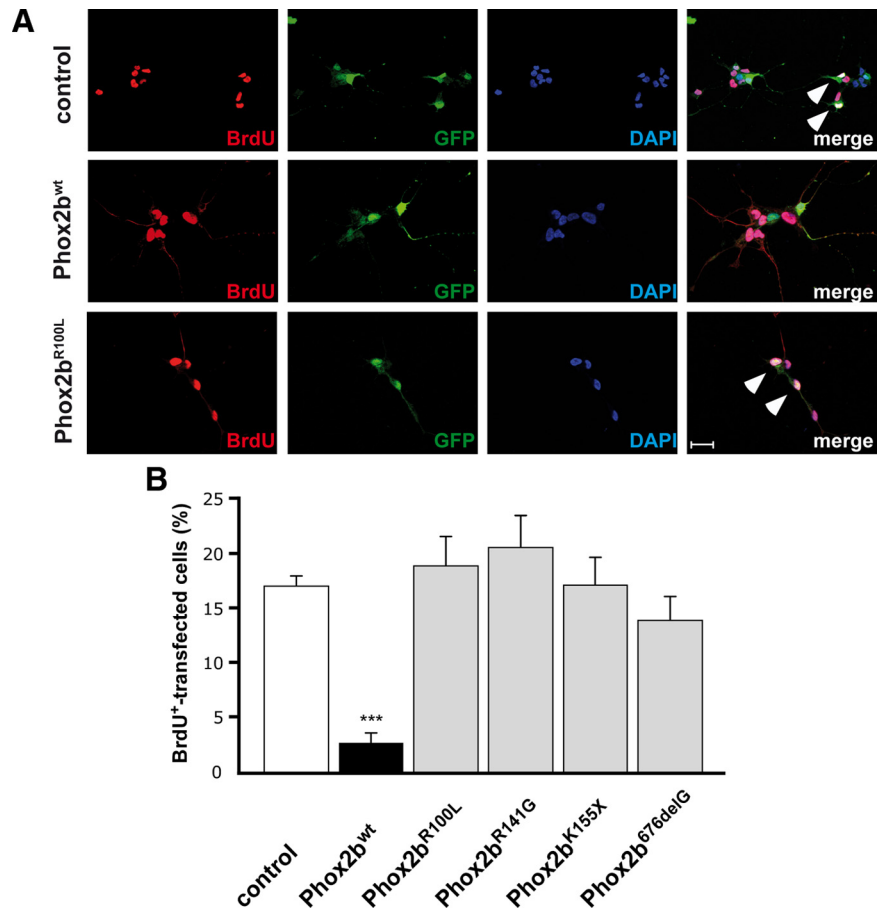 A
control
BrdU
GFP
DAPI
merge
Phox2bwt
BrdU
GFP
DAPI
merge
Phox2bR100L
BrdU
GFP
DAPI
merge
B
BrdU+-transfected cells (%)
25
20
15
10
5
0
***
control
Phox2bwt
Phox2bR100L
Phox2bR141G
Phox2bK155X
Phox2b676delG